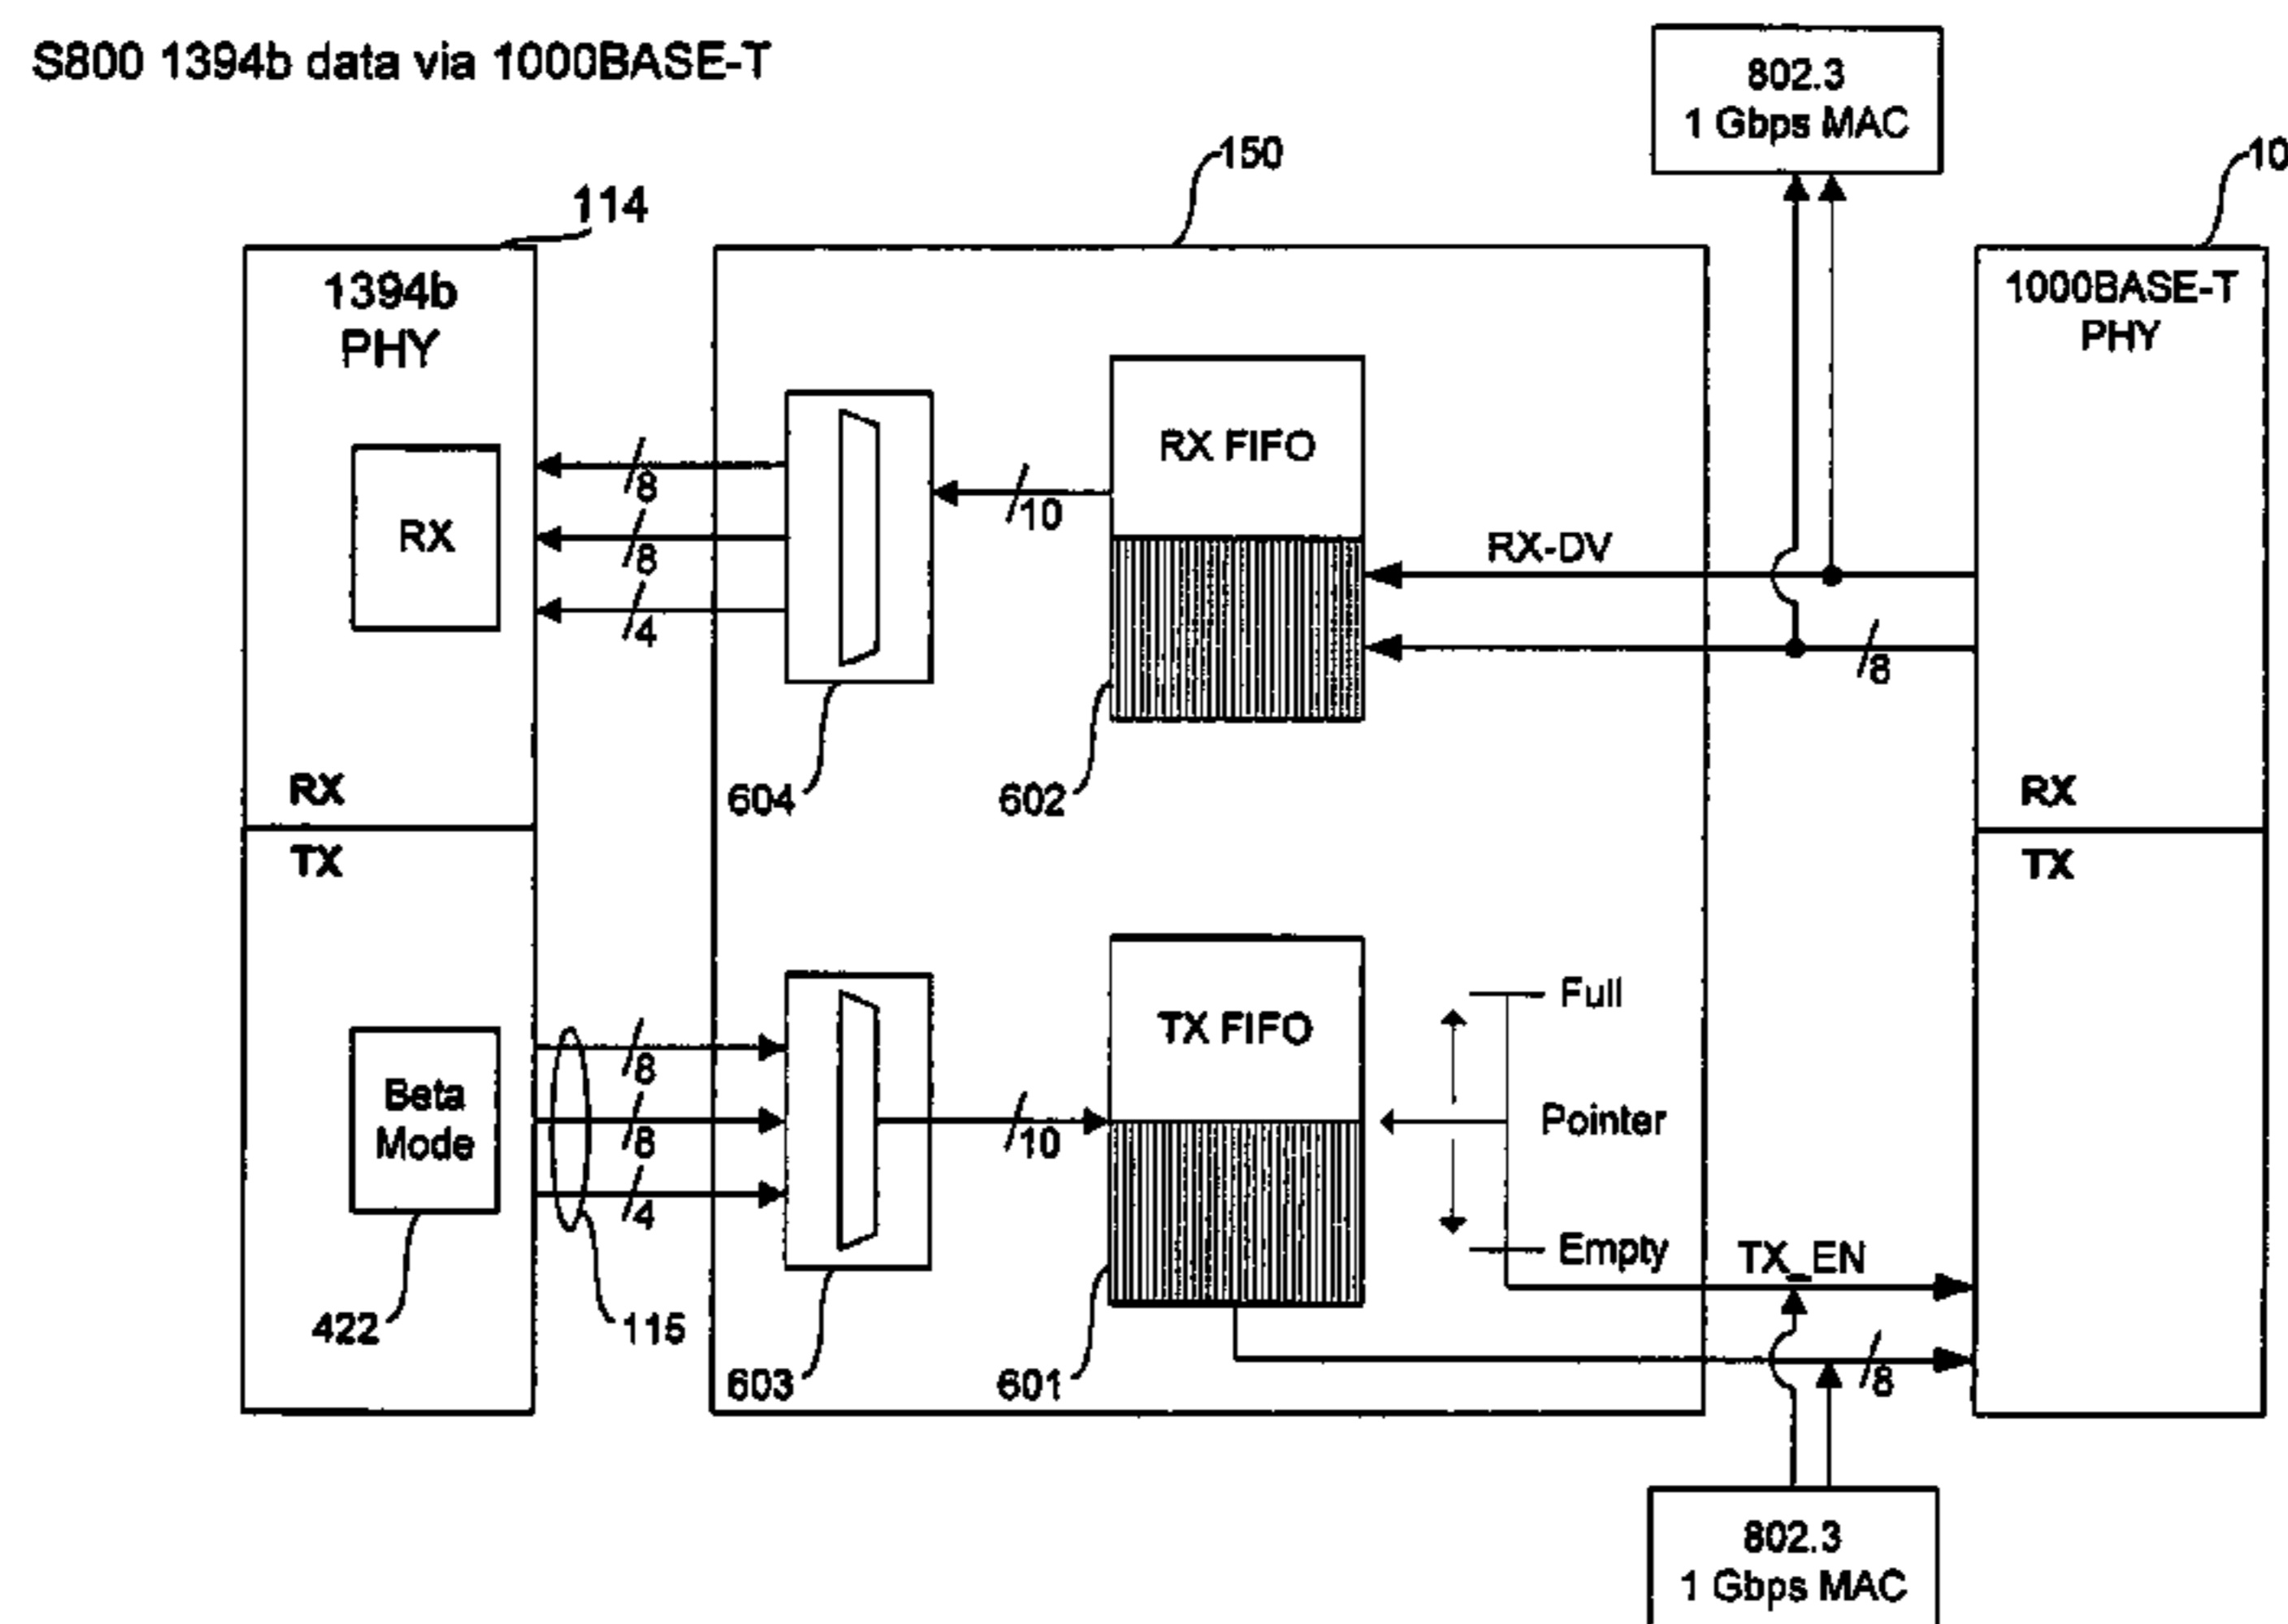 S800 1394b data via 1000BASE-T
802.3
1 Gbps MAC
150
10
114
1394b
PHY
1000BASE-T
PHY
RX FIFO
8
10
RX
8
RX-DV
4
8
604
602
RX
RX
TX
TX
Full
TX FIFO
8
Beta
Mode
8
10
Pointer
4
Empty
TX_EN
422
115
603
601
8
802.3
1 Gbps MAC